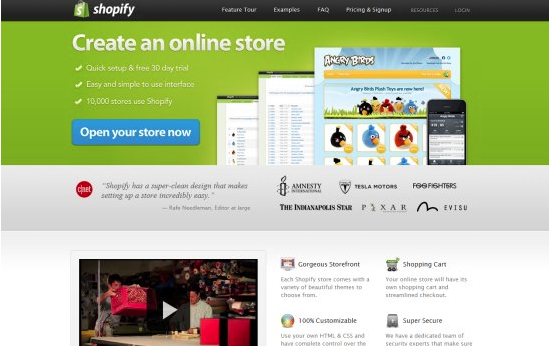 shopify
Feature Tour
Examples
FAQ
Pricing & Signup
RESOURCES
LOGIN
Create an online store
Quick setup & free 30 day trial
Easy and simple to use interface
10,000 stores use Shopify
Open your store now
ANGRY BIRDS
Angry Birds Plush Toys are now here!
c|net
"Shopify has a super-clean design that makes
setting up a store incredibly easy."
— Rafe Needleman, Editor at large
AMNESTY
INTERNATIONAL
TESLA MOTORS
FOO FIGHTERS
THE INDIANAPOLIS STAR
PIXAR
EVISU
Gorgeous Storefront
Each Shopify store comes with a
variety of beautiful themes to
choose from.
Shopping Cart
Your online store will have its
own shopping cart and
streamlined checkout.
100% Customizable
Use your own HTML & CSS and
have complete control over the
Super Secure
We have a dedicated team of
security experts that make sure